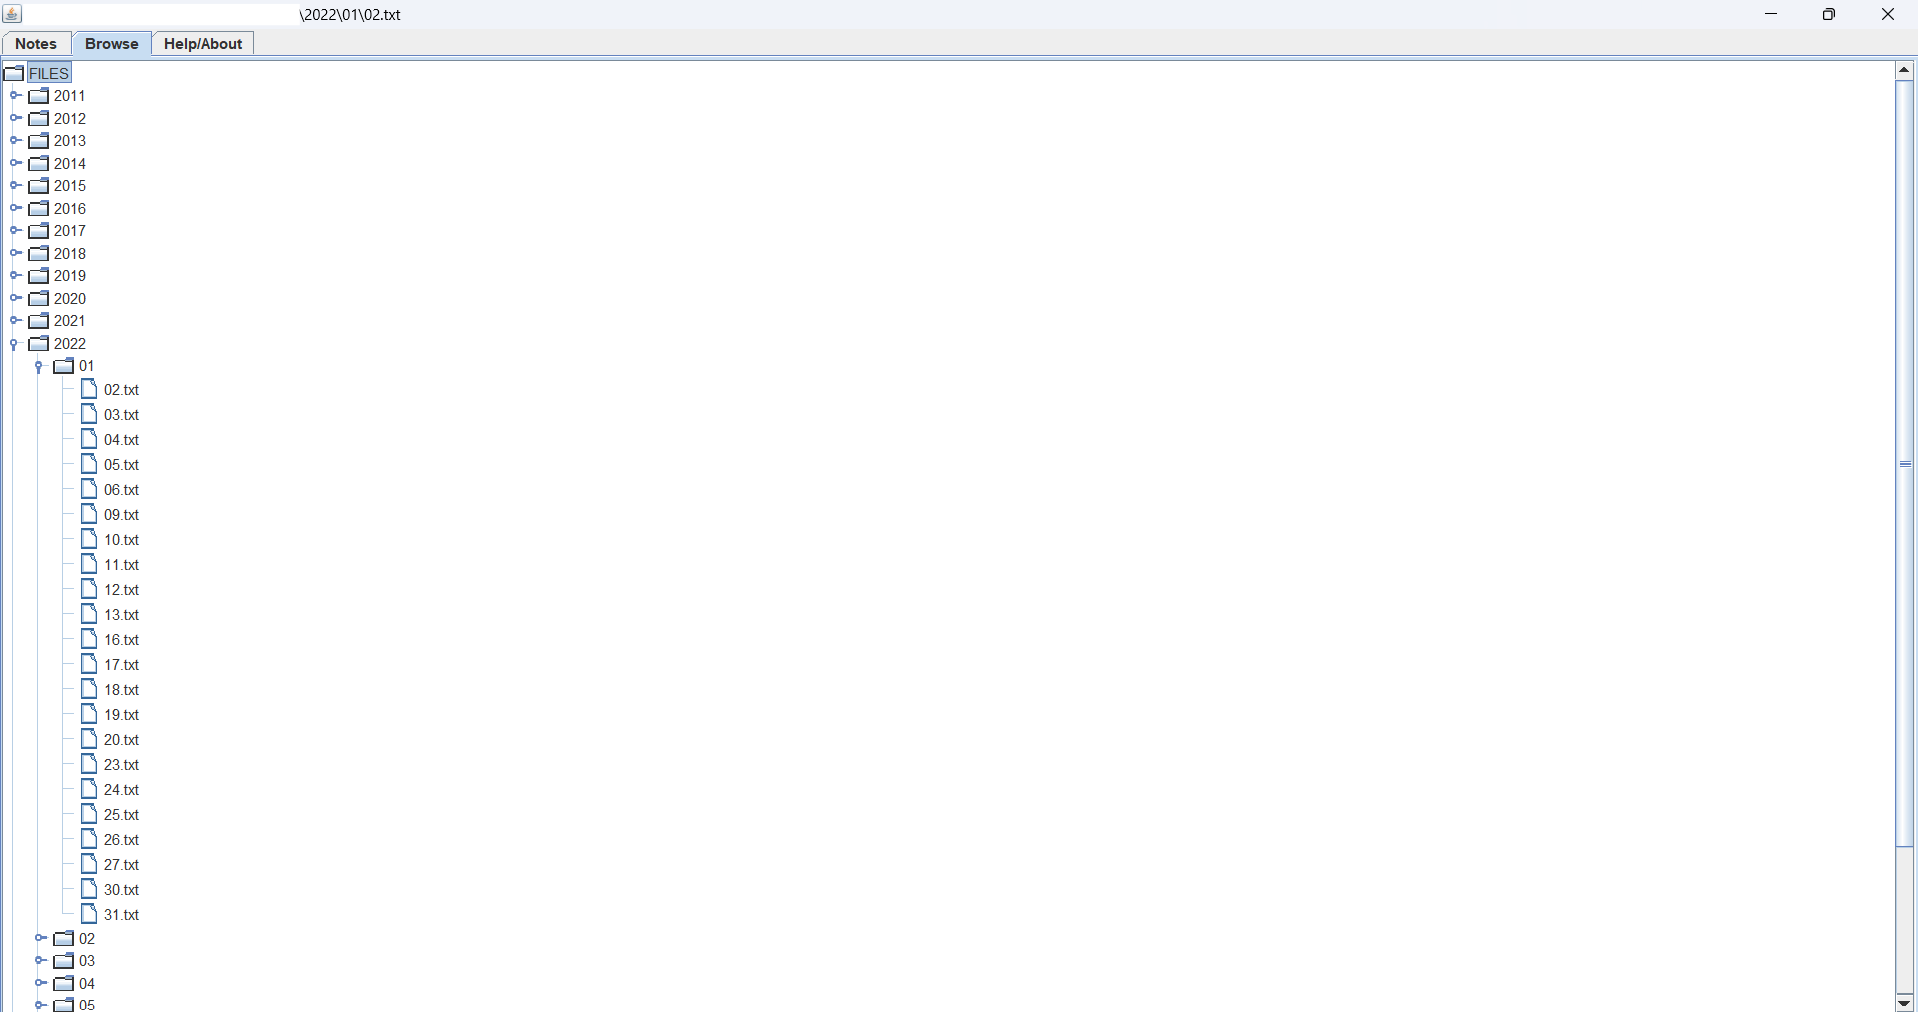 \2022\01\02.txt
Notes Browse Help/About
FILES
2011
2012
2013
2014
2015
2016
2017
2018
2019
2020
2021
2022
01
02.txt
03.txt
04.txt
05.txt
06.txt
09.txt
10.txt
11.txt
12.txt
13.txt
16.txt
17.txt
18.txt
19.txt
20.txt
23.txt
24.txt
25.txt
26.txt
27.txt
30.txt
31.txt
02
03
04
05